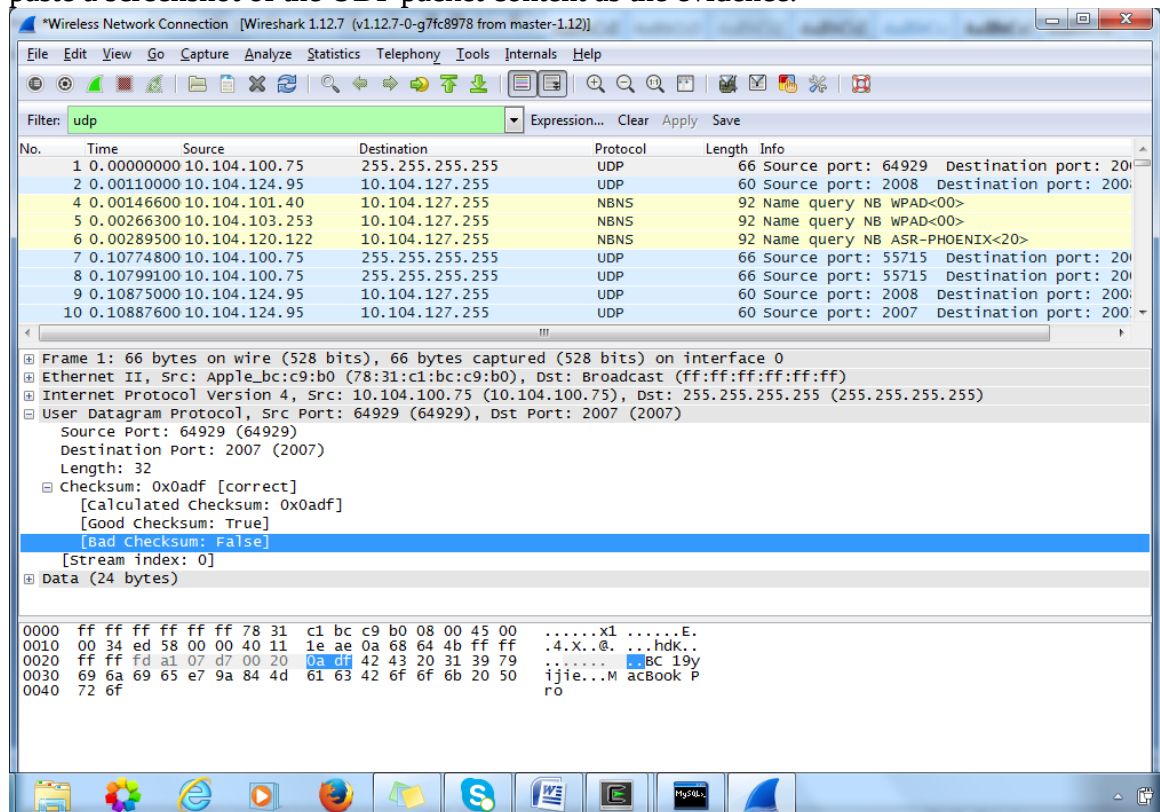 paste a screenshot of the UDP packet content as the evidence.
*Wireless Network Connection [Wireshark 1.12.7 (v1.12.7-0-g7fc8978 from master-1.12)]
File Edit View Go Capture Analyze Statistics Telephony Tools Internals Help
Filter: udp Expression... Clear Apply Save
No. Time Source Destination Protocol Length Info
1 0.00000000 10.104.100.75 255.255.255.255 UDP 66 Source port: 64929 Destination port: 200
2 0.00110000 10.104.124.95 10.104.127.255 UDP 60 Source port: 2008 Destination port: 2008
4 0.00146600 10.104.101.40 10.104.127.255 NBNS 92 Name query NB WPAD<00>
5 0.00266300 10.104.103.253 10.104.127.255 NBNS 92 Name query NB WPAD<00>
6 0.00289500 10.104.120.122 10.104.127.255 NBNS 92 Name query NB ASR-PHOENIX<20>
7 0.10774800 10.104.100.75 255.255.255.255 UDP 66 Source port: 55715 Destination port: 200
8 0.10799100 10.104.100.75 255.255.255.255 UDP 66 Source port: 55715 Destination port: 200
9 0.10875000 10.104.124.95 10.104.127.255 UDP 60 Source port: 2008 Destination port: 2008
10 0.10887600 10.104.124.95 10.104.127.255 UDP 60 Source port: 2007 Destination port: 2007
Frame 1: 66 bytes on wire (528 bits), 66 bytes captured (528 bits) on interface 0
Ethernet II, Src: Apple_bc:c9:b0 (78:31:c1:bc:c9:b0), Dst: Broadcast (ff:ff:ff:ff:ff:ff)
Internet Protocol Version 4, Src: 10.104.100.75 (10.104.100.75), Dst: 255.255.255.255 (255.255.255.255)
User Datagram Protocol, Src Port: 64929 (64929), Dst Port: 2007 (2007)
Source Port: 64929 (64929)
Destination Port: 2007 (2007)
Length: 32
Checksum: 0x0adf [correct]
[Calculated Checksum: 0x0adf]
[Good Checksum: True]
[Bad Checksum: False]
[Stream index: 0]
Data (24 bytes)
0000 ff ff ff ff ff ff 78 31 c1 bc c9 b0 08 00 45 00 ......x1 ......E.
0010 00 34 ed 58 00 00 40 11 1e ae 0a 68 64 4b ff ff .4.X..@. ...hdK..
0020 ff ff fd a1 07 d7 00 20 0a df 42 43 20 31 39 79 ....... ..BC 19y
0030 69 6a 69 65 e7 9a 84 4d 61 63 42 6f 6f 6b 20 50 ijie...M acBook P
0040 72 6f ro
MySQL